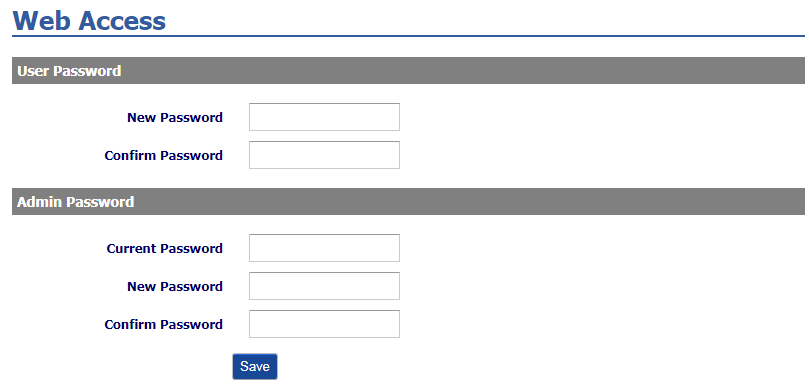 Web Access
User Password
New Password
Confirm Password
Admin Password
Current Password
New Password
Confirm Password
Save